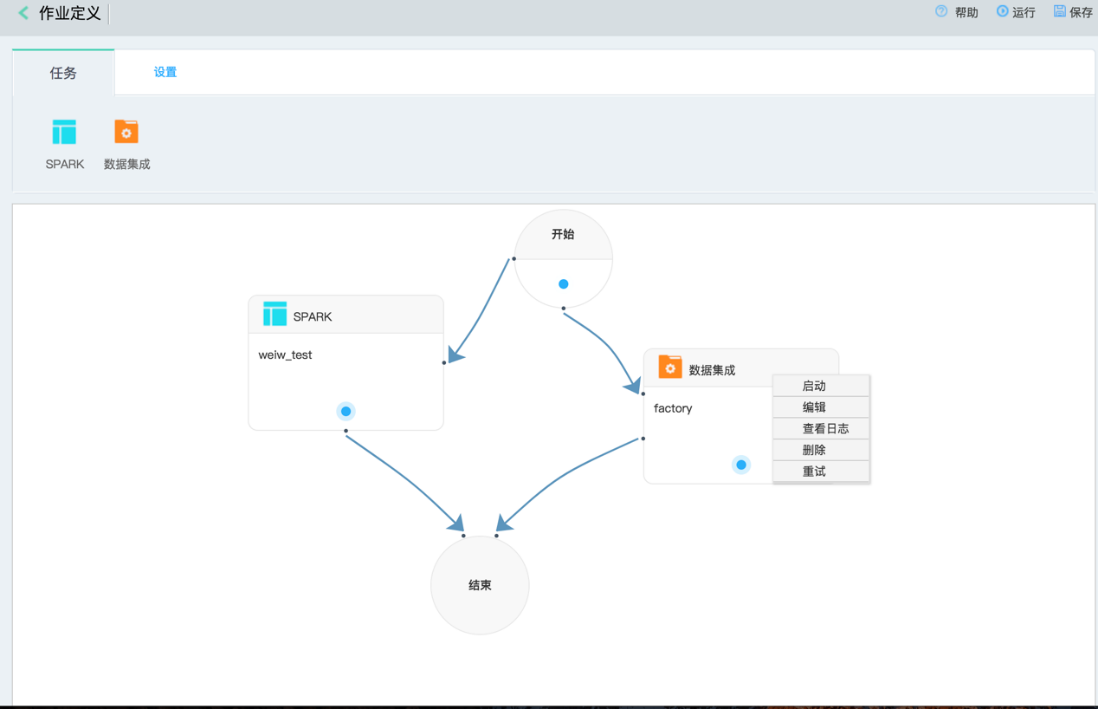 作业定义
帮助
运行
保存
任务
设置
SPARK
数据集成
开始
SPARK
weiw_test
数据集成
factory
启动
编辑
查看日志
删除
重试
结束